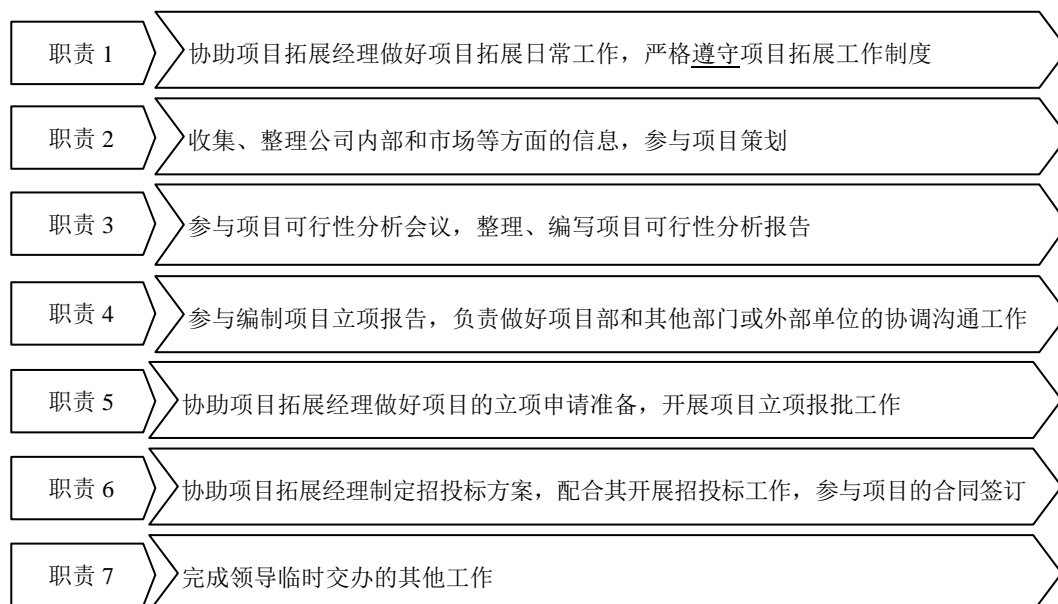 职责 1 协助项目拓展经理做好项目拓展日常工作，严格遵守项目拓展工作制度
职责 2 收集、整理公司内部和市场等方面的信息，参与项目策划
职责 3 参与项目可行性分析会议，整理、编写项目可行性分析报告
职责 4 参与编制项目立项报告，负责做好项目部和其他部门或外部单位的协调沟通工作
职责 5 协助项目拓展经理做好项目的立项申请准备，开展项目立项报批工作
职责 6 协助项目拓展经理制定招投标方案，配合其开展招投标工作，参与项目的合同签订
职责 7 完成领导临时交办的其他工作